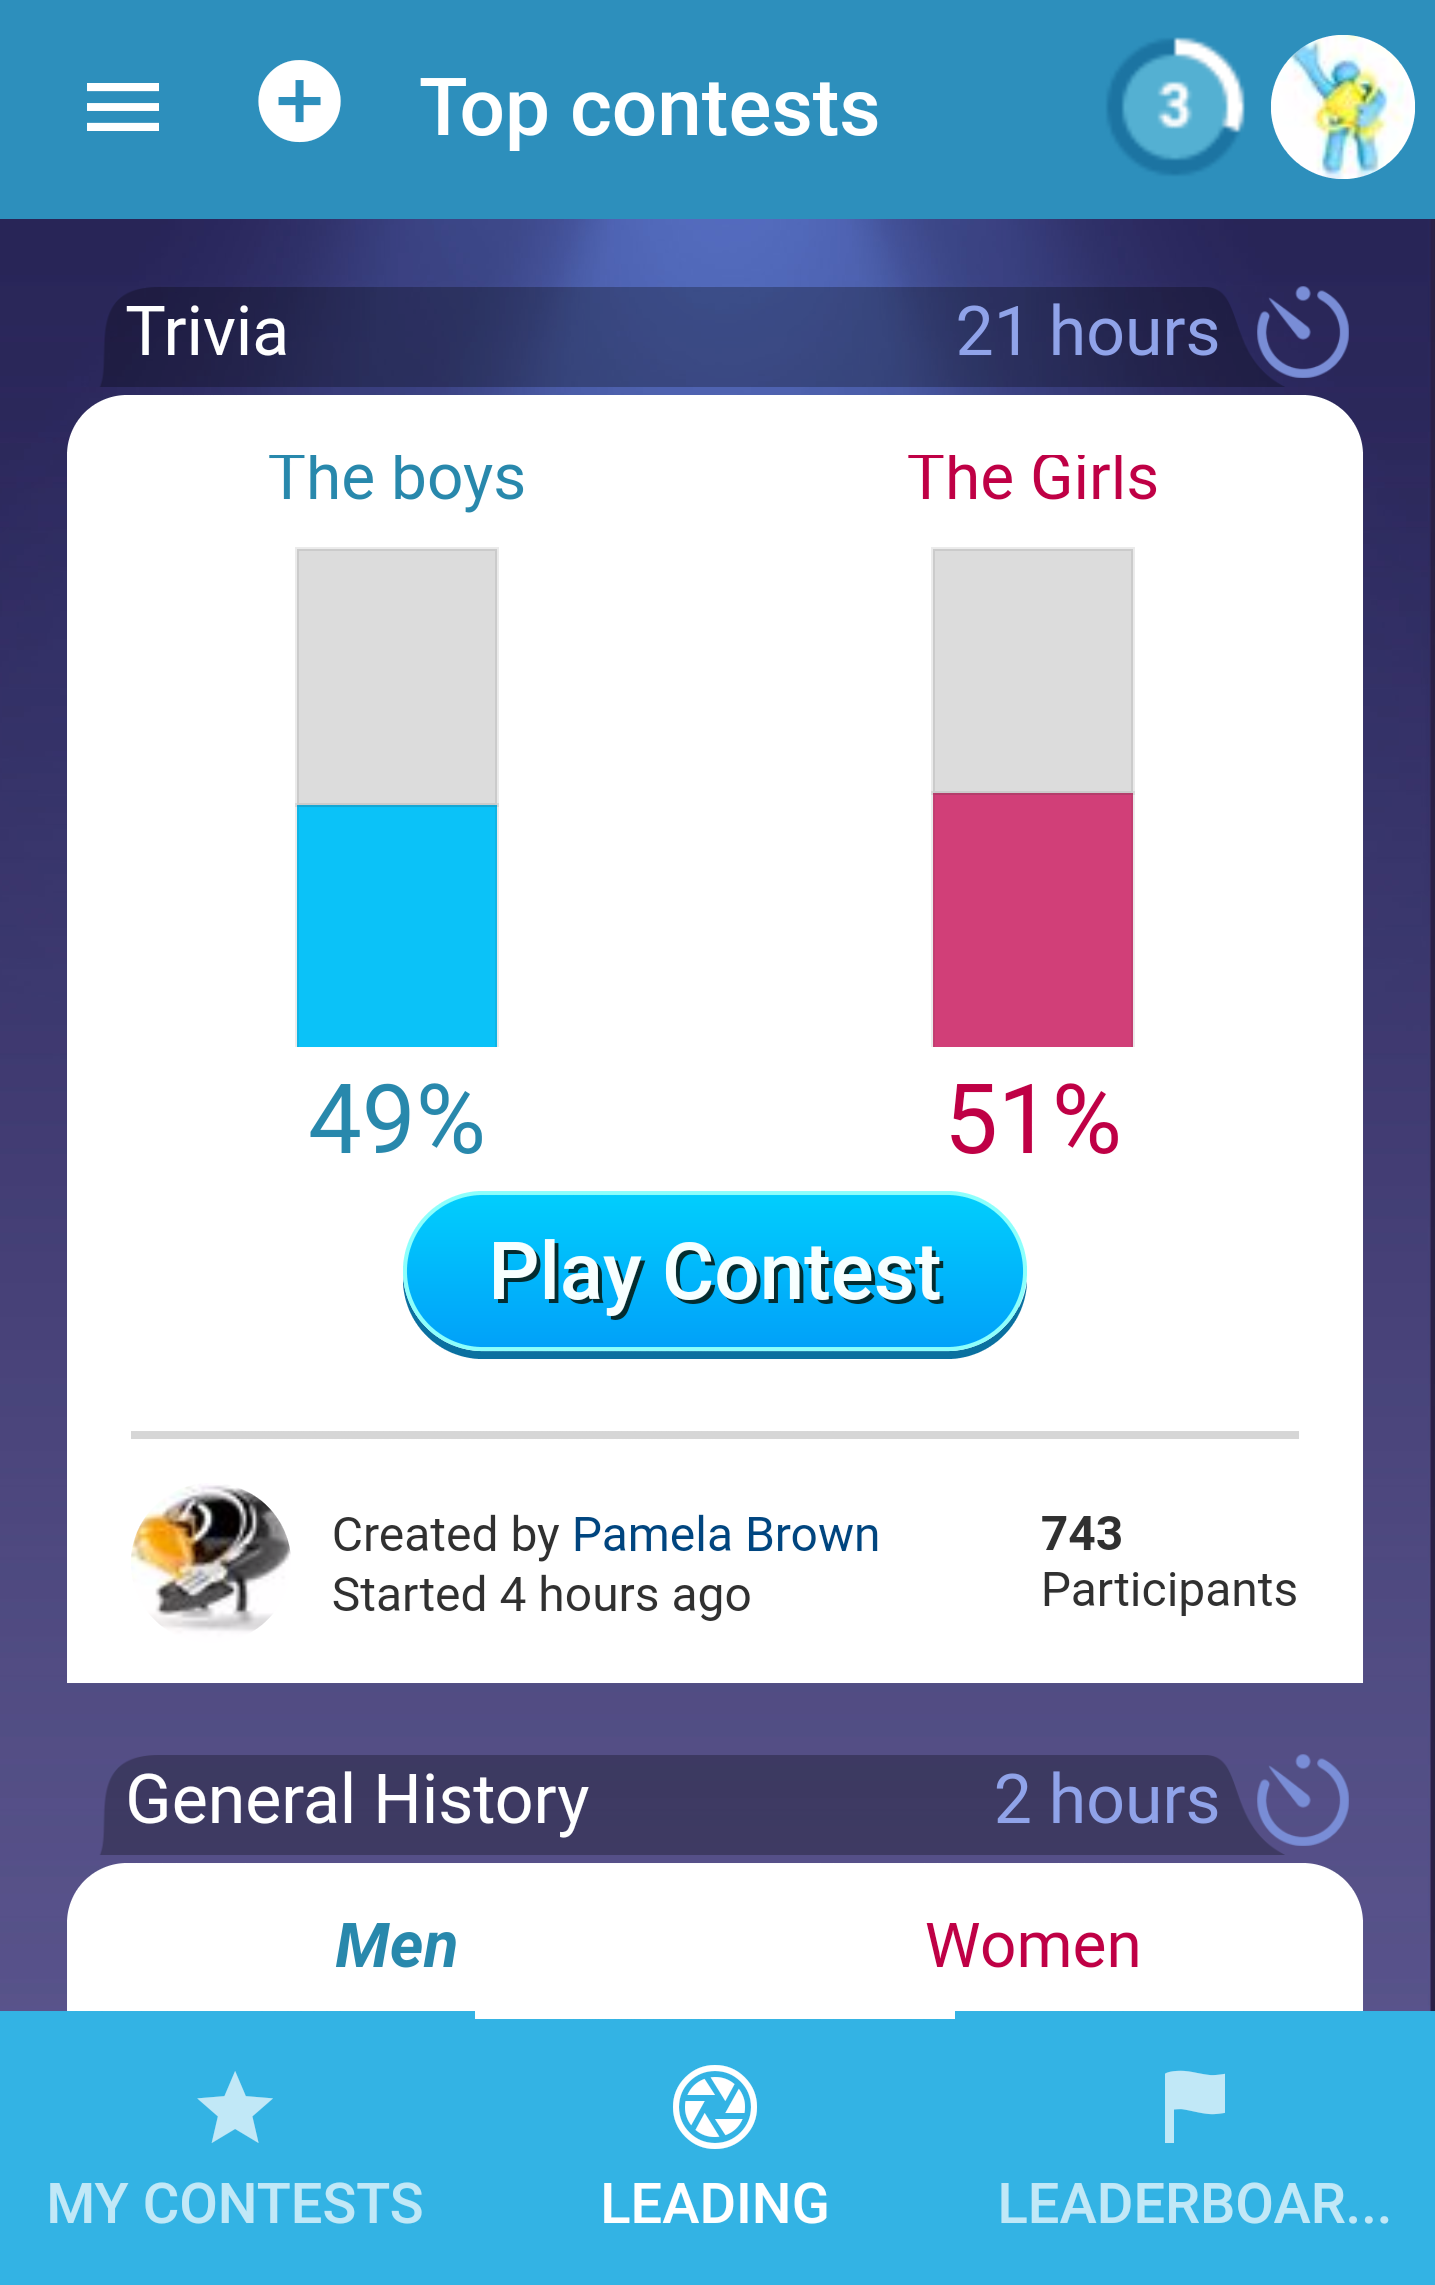 Top contests
3
Trivia
21 hours
The boys
The Girls
49%
51%
Play Contest
Created by Pamela Brown
Started 4 hours ago
743
Participants
General History
2 hours
Men
Women
MY CONTESTS
LEADING
LEADERBOAR...